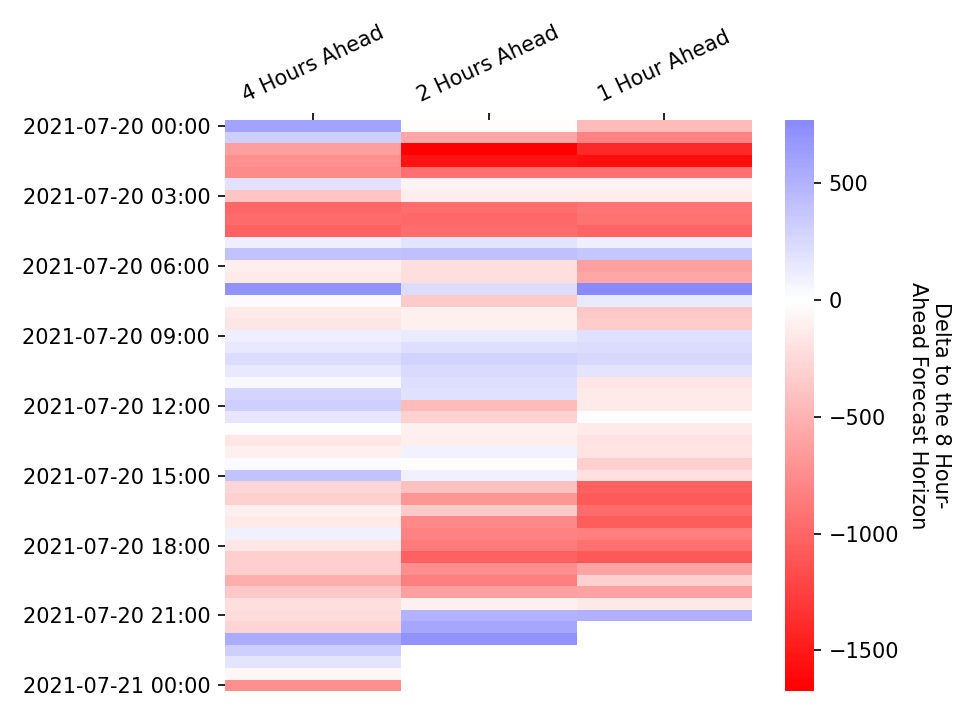 4 Hours Ahead
2 Hours Ahead
1 Hour Ahead
2021-07-20 00:00
2021-07-20 03:00
2021-07-20 06:00
2021-07-20 09:00
2021-07-20 12:00
2021-07-20 15:00
2021-07-20 18:00
2021-07-20 21:00
2021-07-21 00:00
500
0
−500
−1000
−1500
Delta to the 8 Hour-
Ahead Forecast Horizon